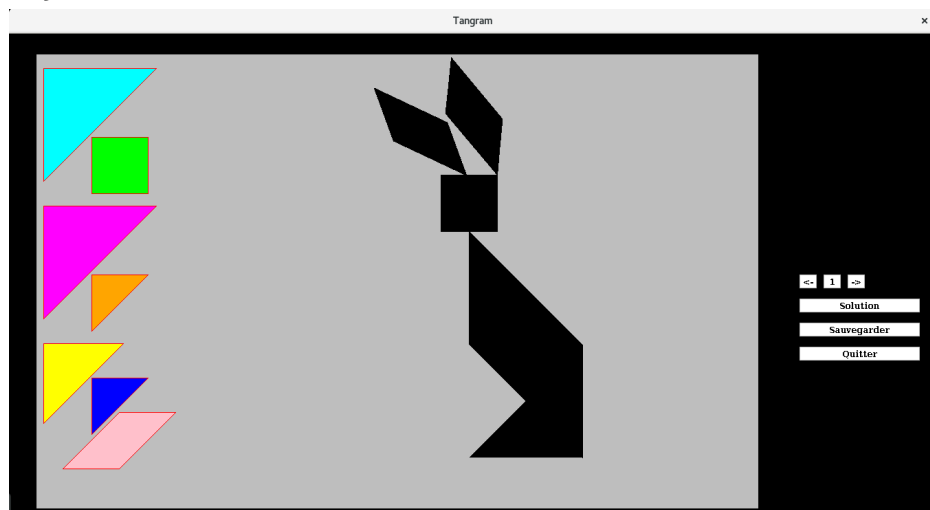 Tangram ×
<- 1 ->
Solution
Sauvegarder
Quitter